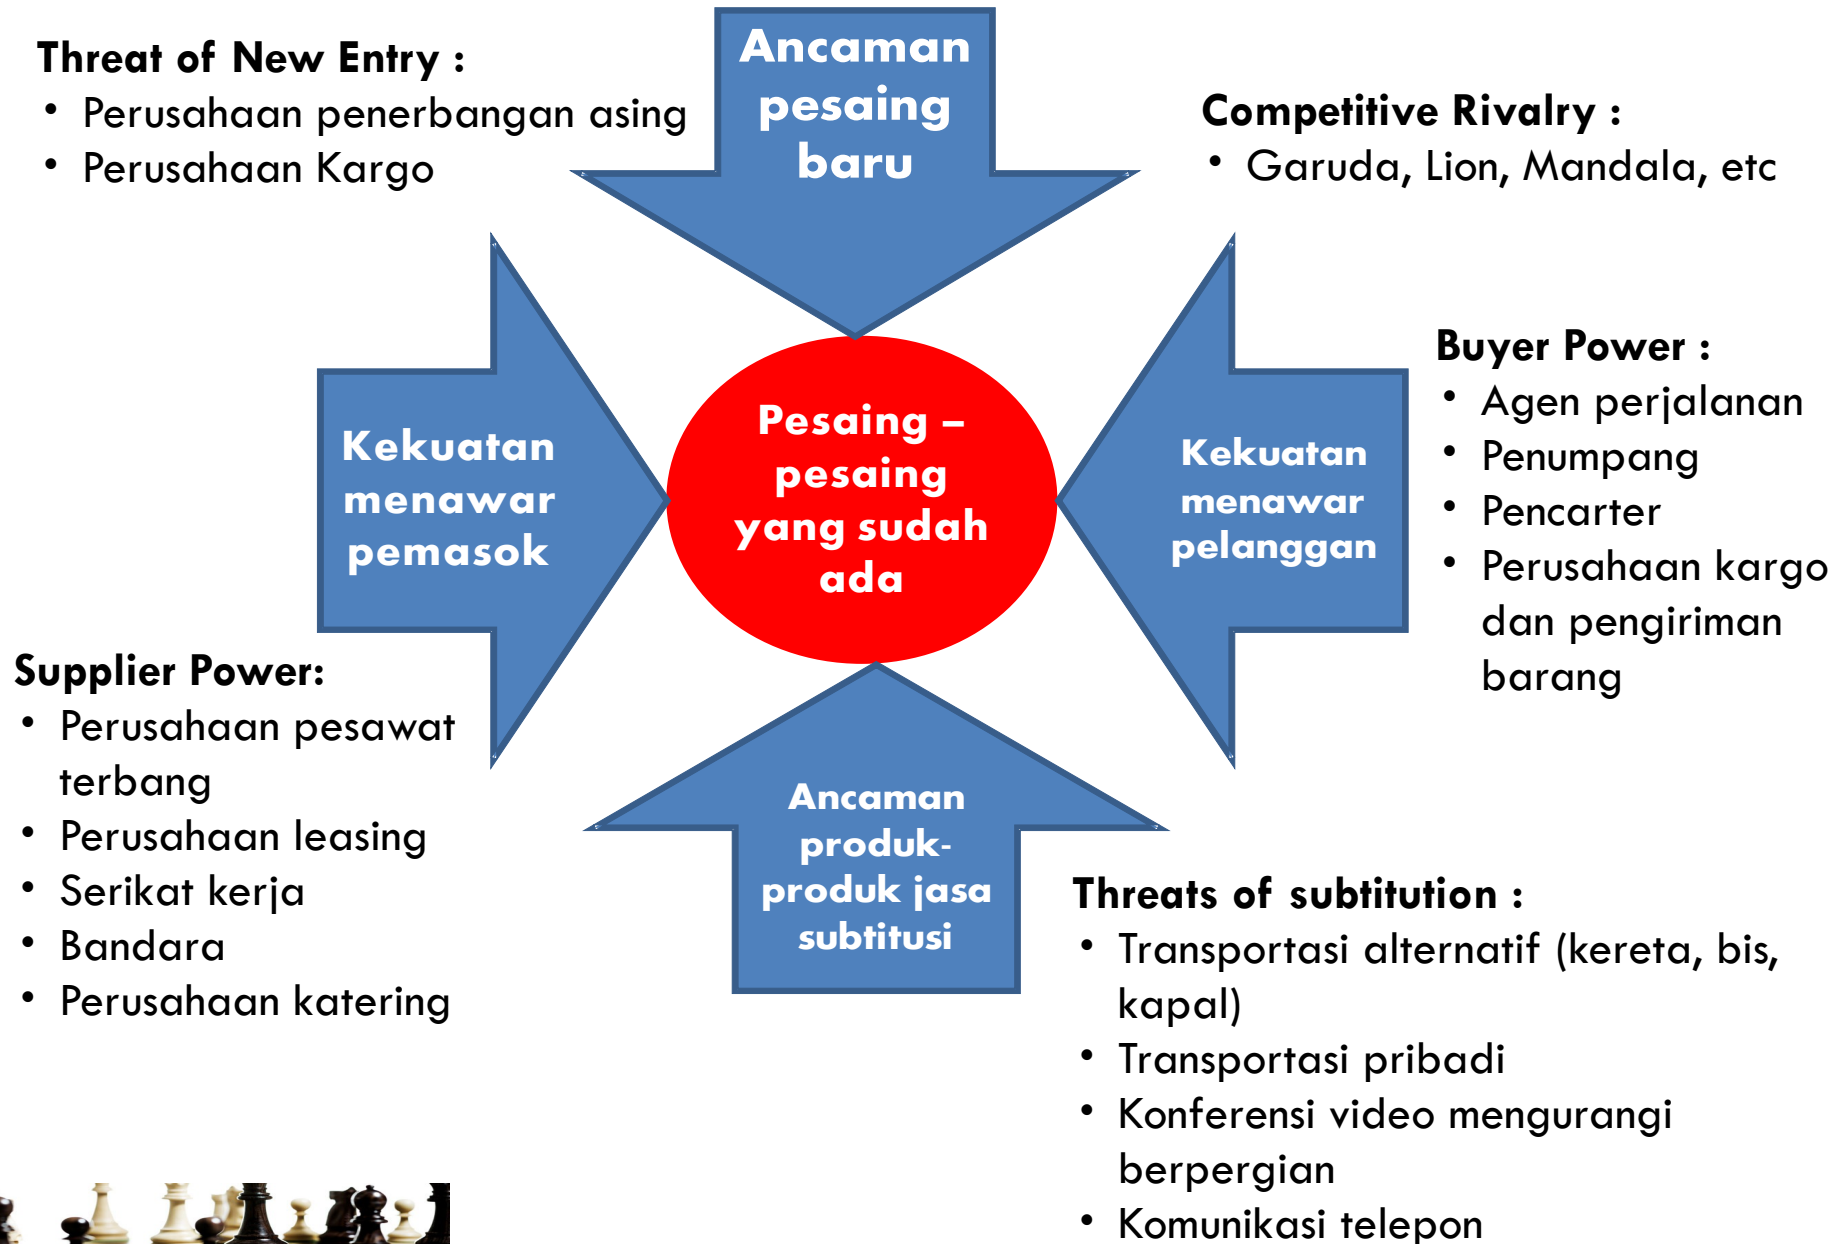 Threat of New Entry :
• Perusahaan penerbangan asing
• Perusahaan Kargo
Ancaman
pesaing
baru
Competitive Rivalry :
• Garuda, Lion, Mandala, etc
Kekuatan
menawar
pemasok
Pesaing –
pesaing
yang sudah
ada
Kekuatan
menawar
pelanggan
Buyer Power :
• Agen perjalanan
• Penumpang
• Pencarter
• Perusahaan kargo
dan pengiriman
barang
Supplier Power:
• Perusahaan pesawat
terbang
• Perusahaan leasing
• Serikat kerja
• Bandara
• Perusahaan katering
Ancaman
produk-
produk jasa
subtitusi
Threats of subtitution :
• Transportasi alternatif (kereta, bis,
kapal)
• Transportasi pribadi
• Konferensi video mengurangi
berpergian
• Komunikasi telepon